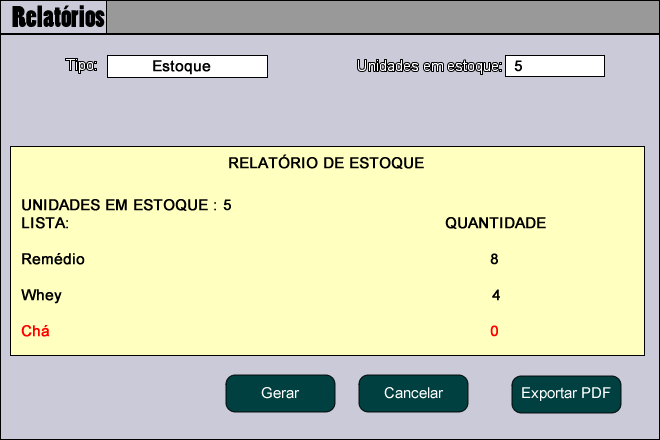 Relatórios
Tipo: Estoque Unidades em estoque: 5
RELATÓRIO DE ESTOQUE
UNIDADES EM ESTOQUE : 5
LISTA: QUANTIDADE
Remédio 8
Whey 4
Chá 0
Gerar Cancelar Exportar PDF